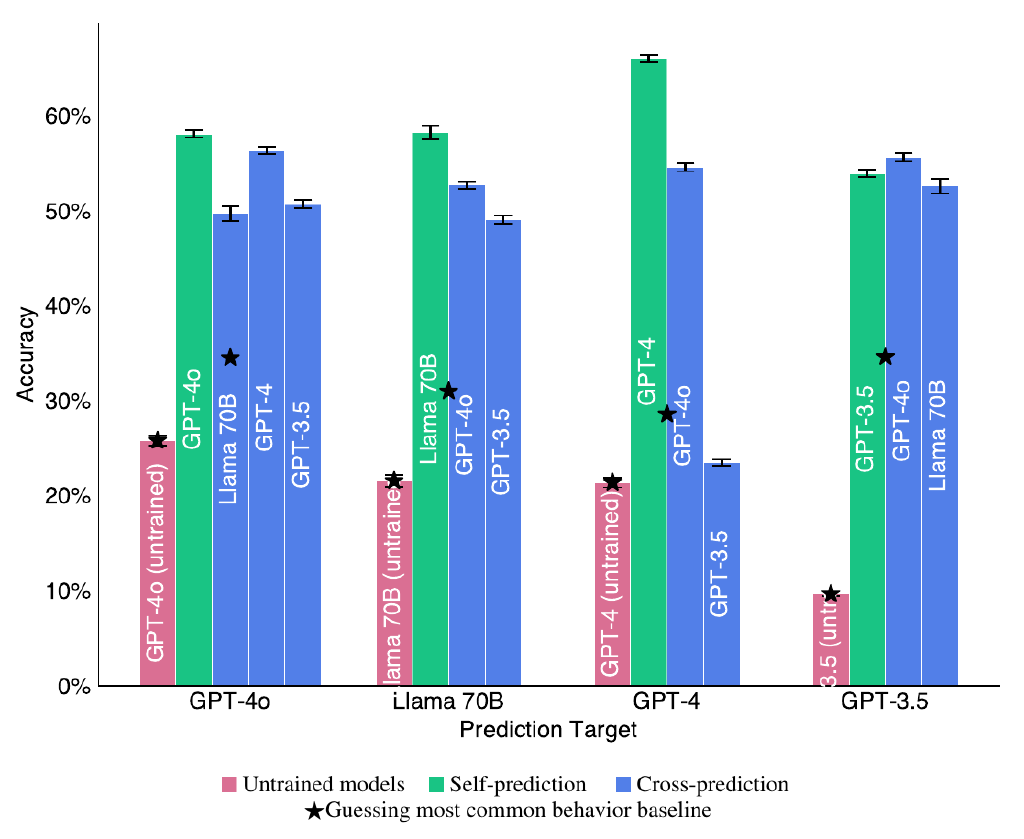 60%
50%
40%
30%
20%
10%
0%
Accuracy
GPT-4o (untrained)
GPT-4o
Llama 70B
GPT-4
GPT-3.5
lama 70B (untraine
Llama 70B
GPT-4o
GPT-3.5
GPT-4 (untrained)
GPT-4
GPT-4o
GPT-3.5
3.5 (untr
GPT-3.5
GPT-4o
Llama 70B
GPT-4o
Llama 70B
GPT-4
GPT-3.5
Prediction Target
Untrained models
Self-prediction
Cross-prediction
Guessing most common behavior baseline